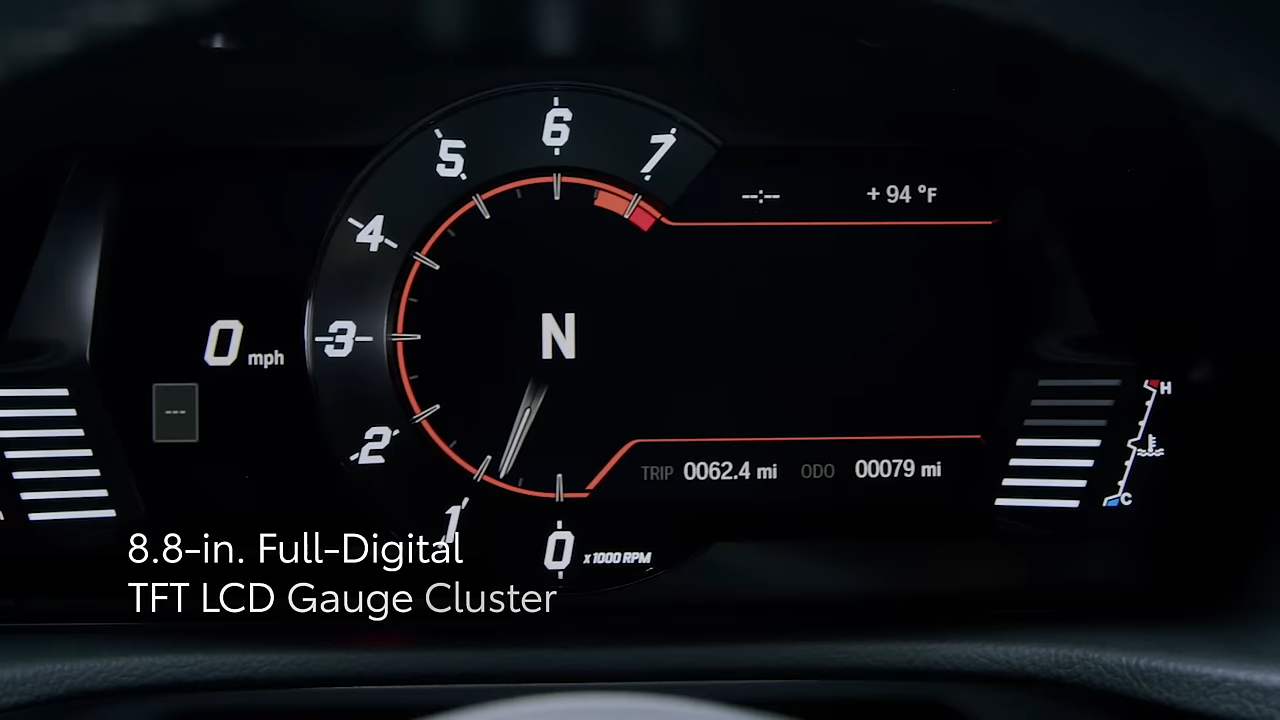 6
5
7
--:--
+ 94 °F
4
3
N
0 mph
H
---
2
TRIP 0062.4 mi ODO 00079 mi
C
1
0 x 1000 RPM
8.8-in. Full-Digital
TFT LCD Gauge Cluster